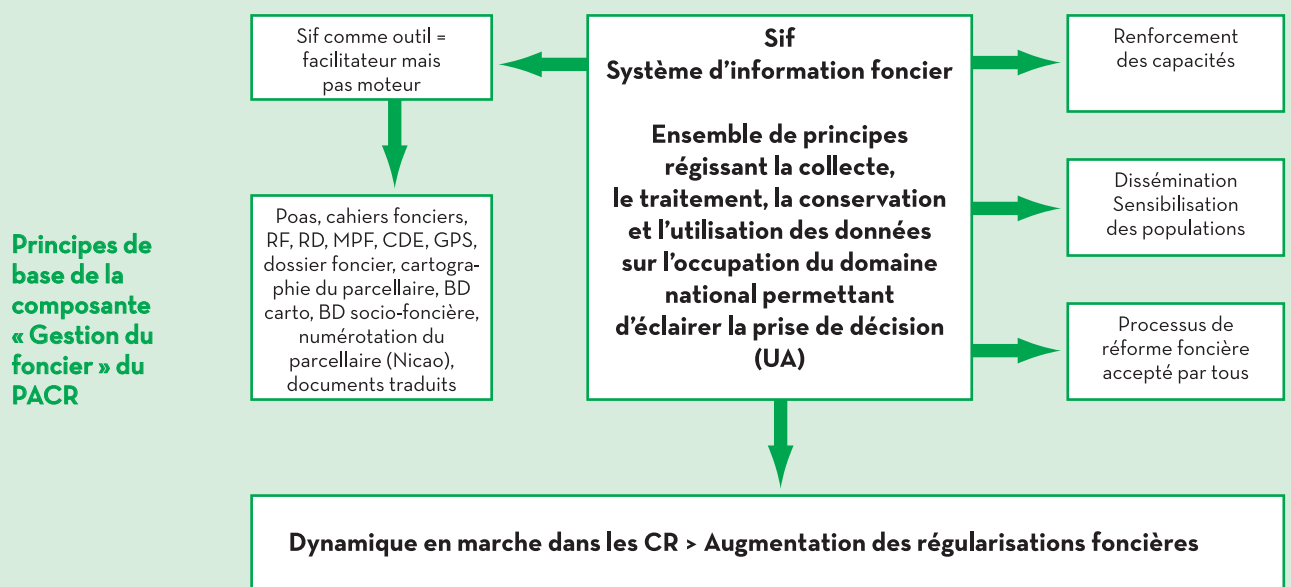 Principes de
base de la
composante
« Gestion du
foncier » du
PACR
Sif comme outil =
facilitateur mais
pas moteur
Poas, cahiers fonciers,
RF, RD, MPF, CDE, GPS,
dossier foncier, cartogra-
phie du parcellaire, BD
carto, BD socio-foncière,
numérotation du
parcellaire (Nicao),
documents traduits
Sif
Système d'information foncier
Ensemble de principes
régissant la collecte,
le traitement, la conservation
et l'utilisation des données
sur l'occupation du domaine
national permettant
d'éclairer la prise de décision
(UA)
Renforcement
des capacités
Dissémination
Sensibilisation
des populations
Processus de
réforme foncière
accepté par tous
Dynamique en marche dans les CR > Augmentation des régularisations foncières